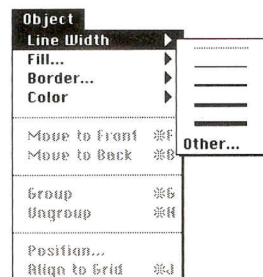 Object
Line Width
Fill...
Border...
Color
Move to Front ⌘F
Move to Back ⌘B
Group ⌘G
Ungroup ⌘H
Position...
Align to Grid ⌘J
Other...